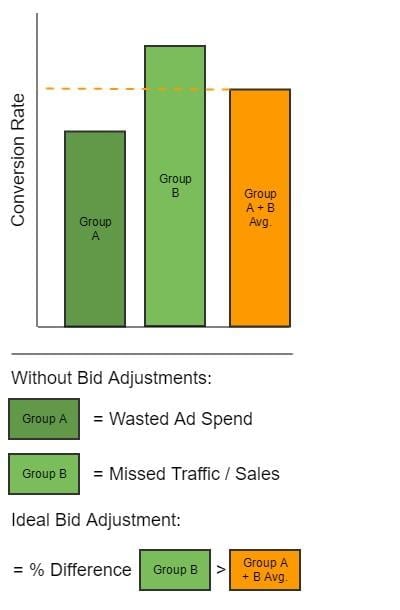 Conversion Rate
Group
A
Group
B
Group
A + B
Avg.
Without Bid Adjustments:
Group A = Wasted Ad Spend
Group B = Missed Traffic / Sales
Ideal Bid Adjustment:
= % Difference Group B > Group A
+ B Avg.